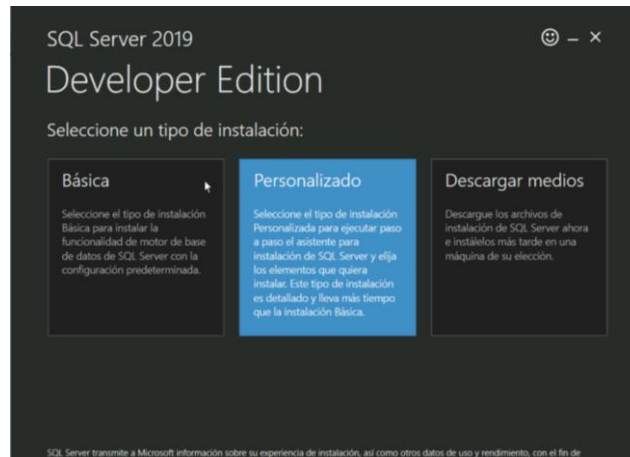 SQL Server 2019
Developer Edition
Seleccione un tipo de instalación:
Básica
Seleccione el tipo de instalación
Básica para instalar la
funcionalidad de motor de base
de datos de SQL Server con la
configuración predeterminada.
Personalizado
Seleccione el tipo de instalación
Personalizada para ejecutar paso
a paso el asistente para
instalación de SQL Server y elija
los elementos que quiera
instalar. Este tipo de instalación
es detallado y lleva más tiempo
que la instalación Básica.
Descargar medios
Descargue los archivos de
instalación de SQL Server ahora
e instálelos más tarde en una
máquina de su elección.
SQL Server transmite a Microsoft información sobre su experiencia de instalación, así como otros datos de uso y rendimiento, con el fin de